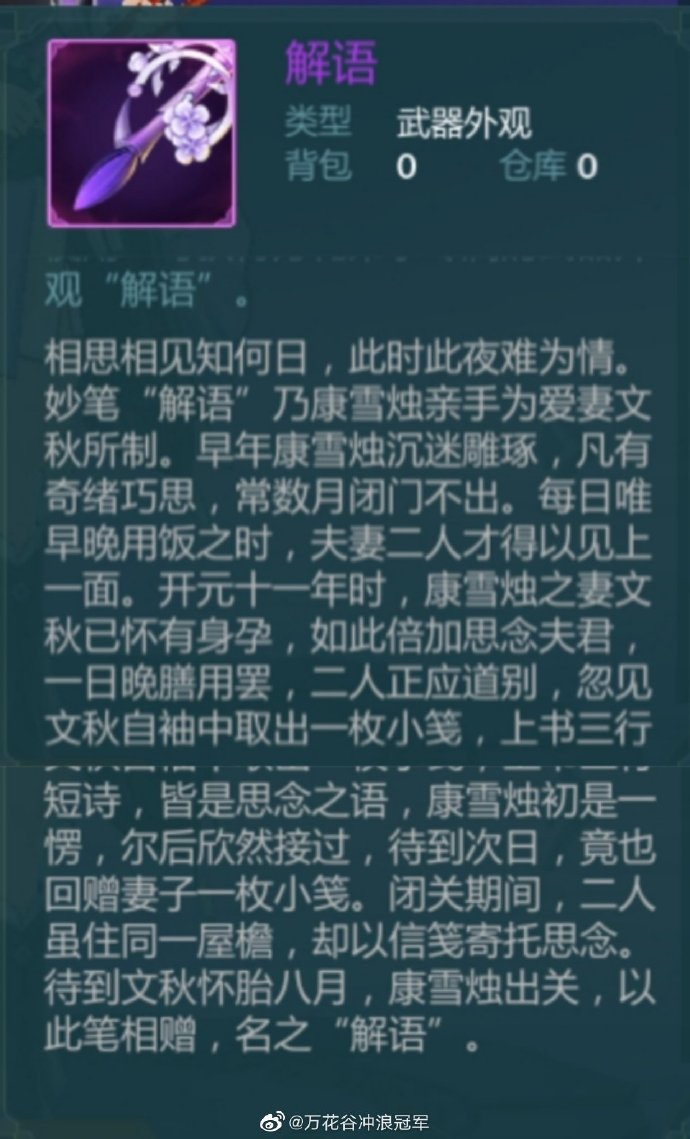 解语
类型 武器外观
背包 0 仓库 0
观“解语”。
相思相见知何日，此时此夜难为情。
妙笔“解语”乃康雪烛亲手为爱妻文
秋所制。早年康雪烛沉迷雕琢，凡有
奇绪巧思，常数月闭门不出。每日唯
早晚用饭之时，夫妻二人才得以见上
一面。开元十一年时，康雪烛之妻文
秋已怀有身孕，如此倍加思念夫君，
一日晚膳用罢，二人正应道别，忽见
文秋自袖中取出一枚小笺，上书三行
短诗，皆是思念之语，康雪烛初是一
愣，尔后欣然接过，待到次日，竟也
回赠妻子一枚小笺。闭关期间，二人
虽住同一屋檐，却以信笺寄托思念。
待到文秋怀胎八月，康雪烛出关，以
此笔相赠，名之“解语”。
@万花谷冲浪冠军